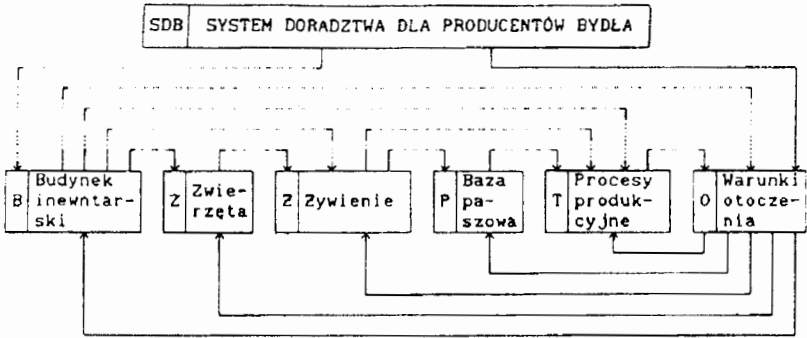 SDB SYSTEM DORADZTWA DLA PRODUCENTÓW BYDŁA
B
Budynek
inewntar-
ski
Z
Zwie-
rzęta
Ż
Żywienie
P
Baza
pa-
szowa
T
Procesy
produk-
cyjne
O
Warunki
otocze-
nia